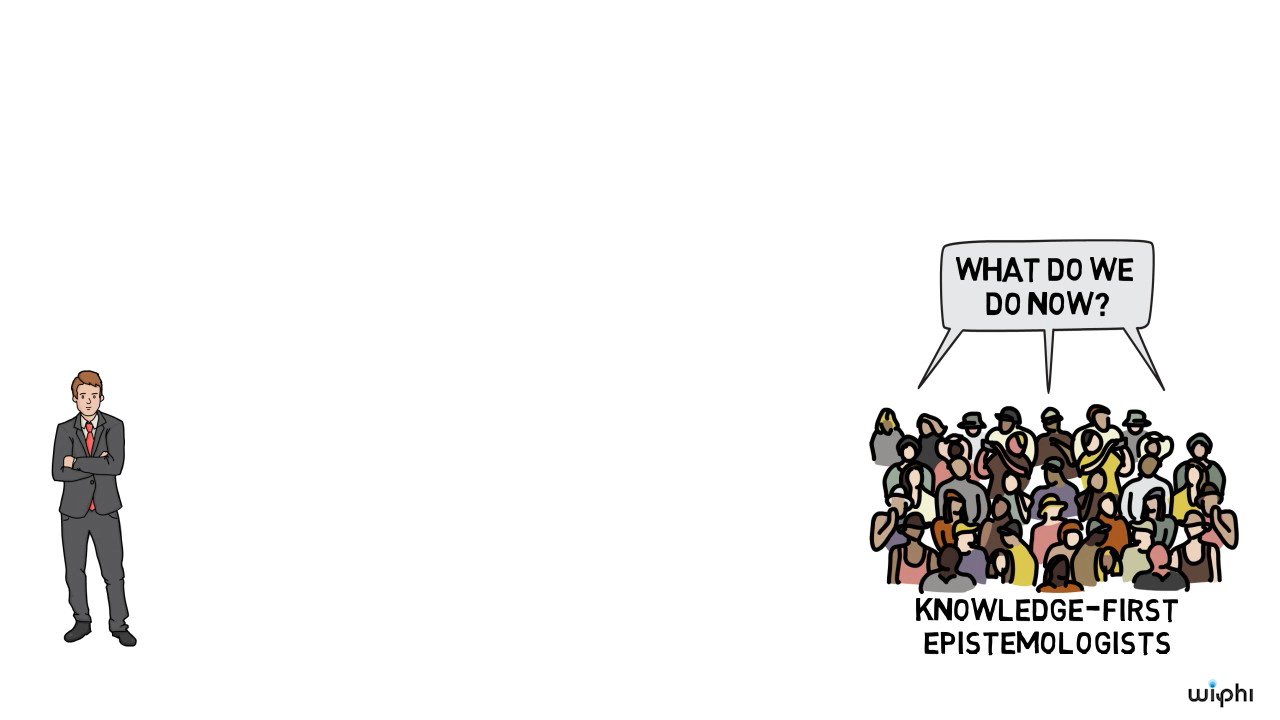 WHAT DO WE
DO NOW?
KNOWLEDGE-FIRST
EPISTEMOLOGISTS
wiphi